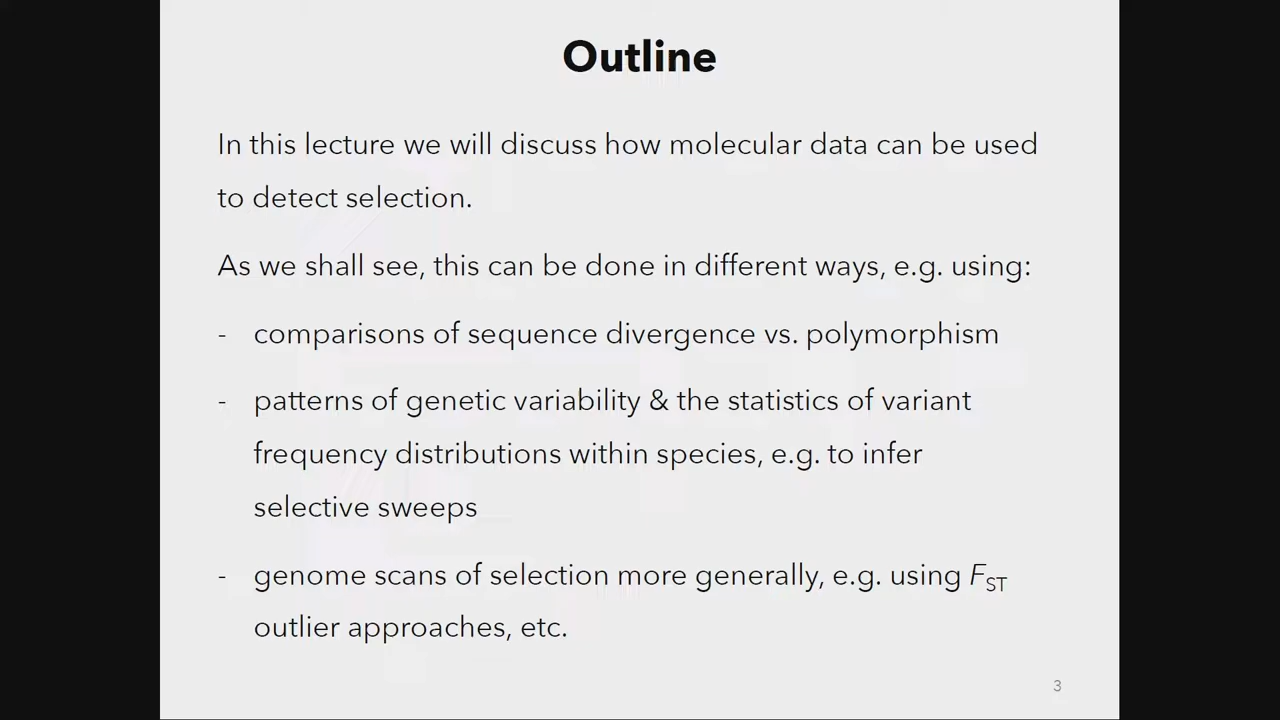 Outline
In this lecture we will discuss how molecular data can be used
to detect selection.
As we shall see, this can be done in different ways, e.g. using:
- comparisons of sequence divergence vs. polymorphism
- patterns of genetic variability & the statistics of variant
frequency distributions within species, e.g. to infer
selective sweeps
- genome scans of selection more generally, e.g. using FST
outlier approaches, etc.
3